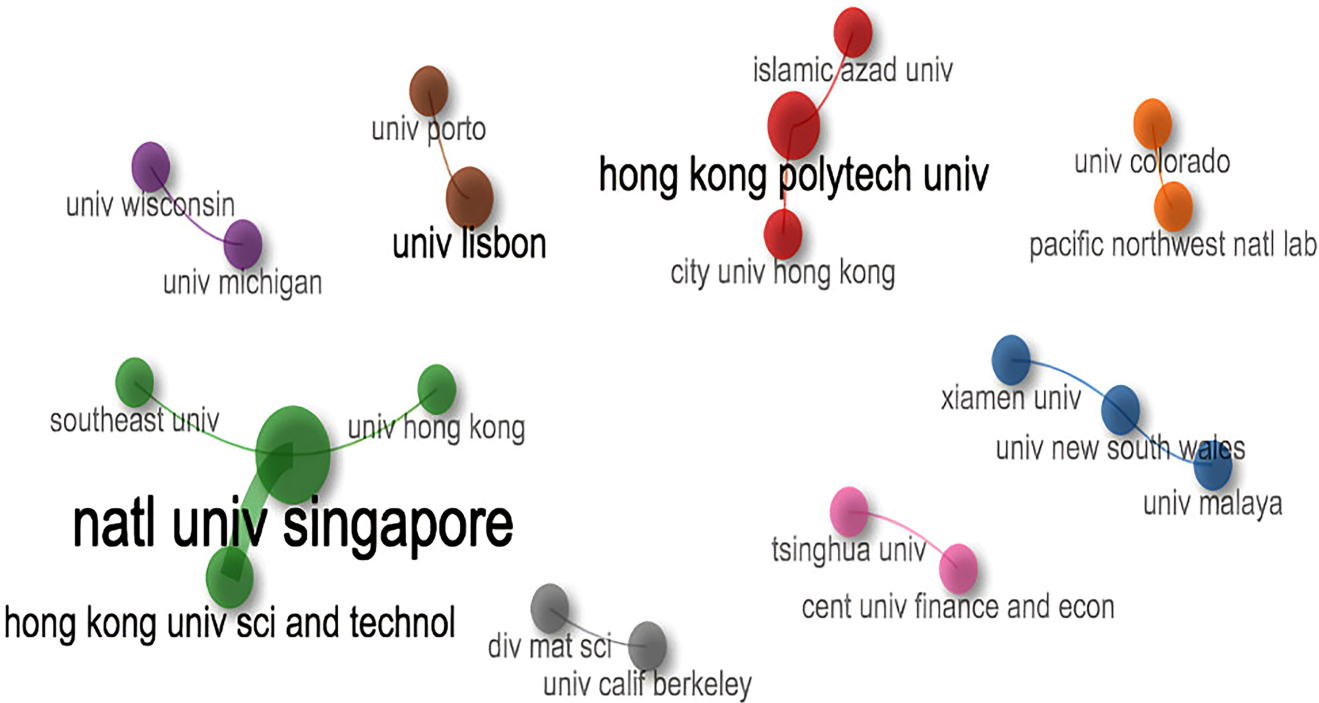 islamic azad univ
univ porto
univ colorado
hong kong polytech univ
univ wisconsin
univ lisbon
pacific northwest natl lab
city univ hong kong
univ michigan
xiamen univ
southeast univ
univ hong kong
univ new south wales
univ malaya
natl univ singapore
tsinghua univ
cent univ finance and econ
hong kong univ sci and technol
div mat sci
univ calif berkeley